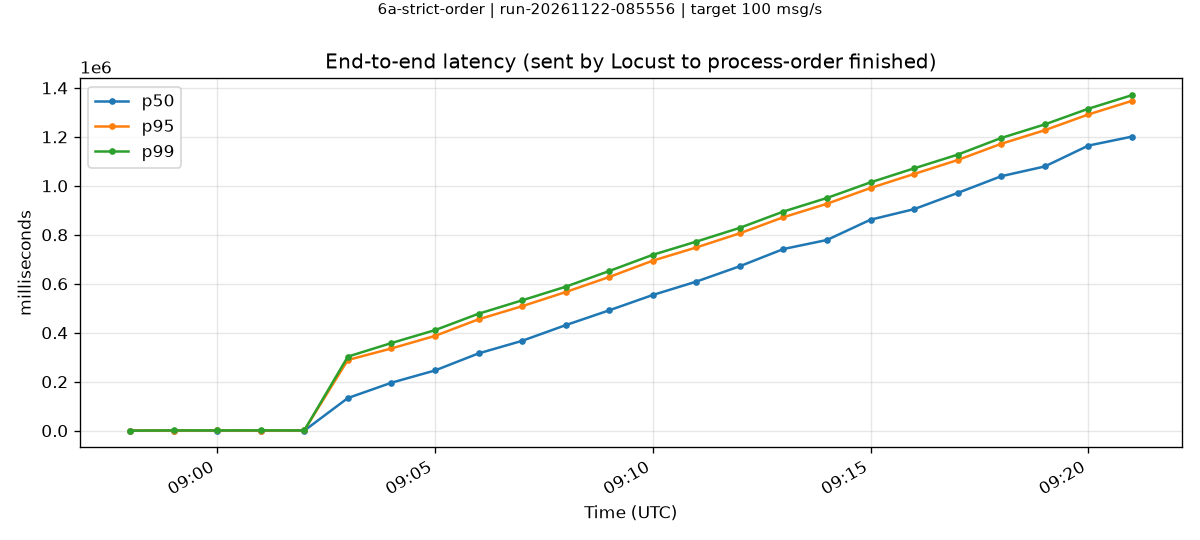 6a-strict-order | run-20261122-085556 | target 100 msg/s
End-to-end latency (sent by Locust to process-order finished)
1e6
1.4
1.2
1.0
0.8
0.6
0.4
0.2
0.0
milliseconds
p50
p95
p99
09:00
09:05
09:10
09:15
09:20
Time (UTC)